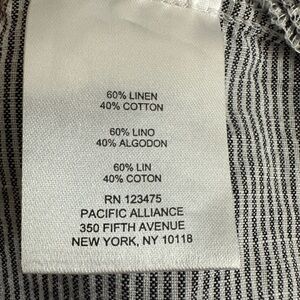 60% LINEN
40% COTTON
60% LINO
40% ALGODON
60% LIN
40% COTON
RN 123475
PACIFIC ALLIANCE
350 FIFTH AVENUE
NEW YORK, NY 10118